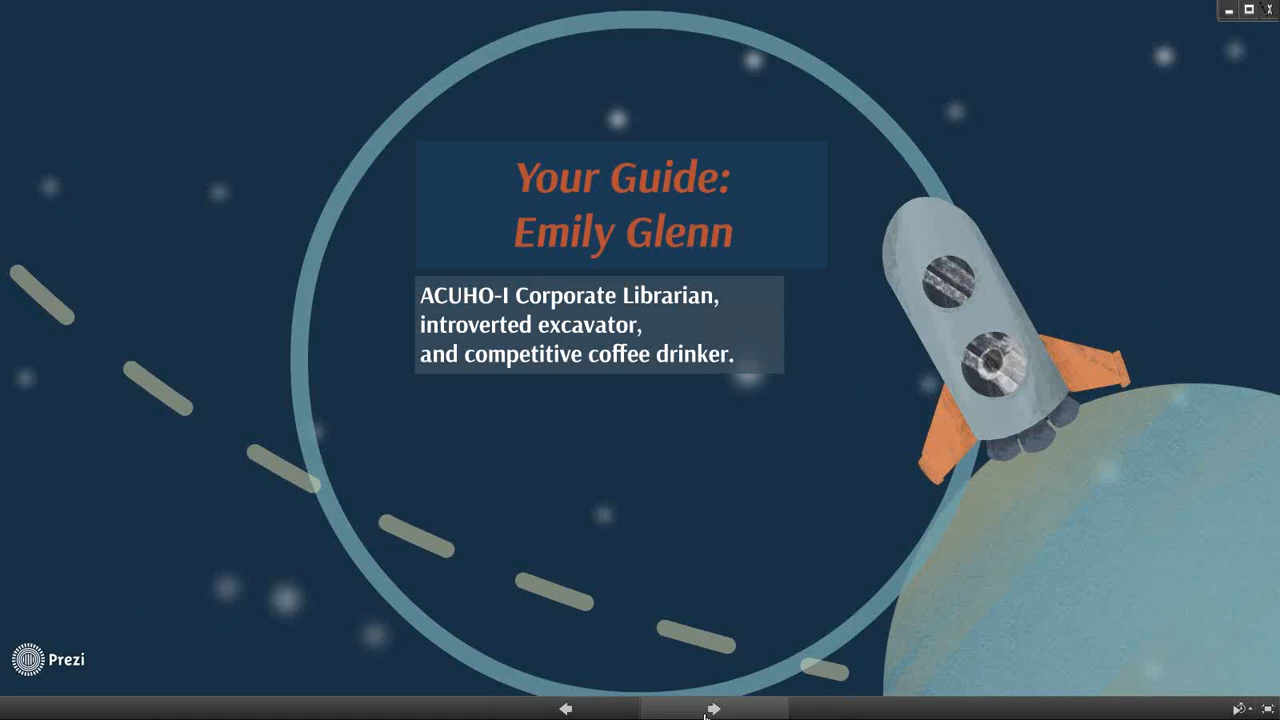 Your Guide:
Emily Glenn
ACUHO-I Corporate Librarian,
introverted excavator,
and competitive coffee drinker.
Prezi